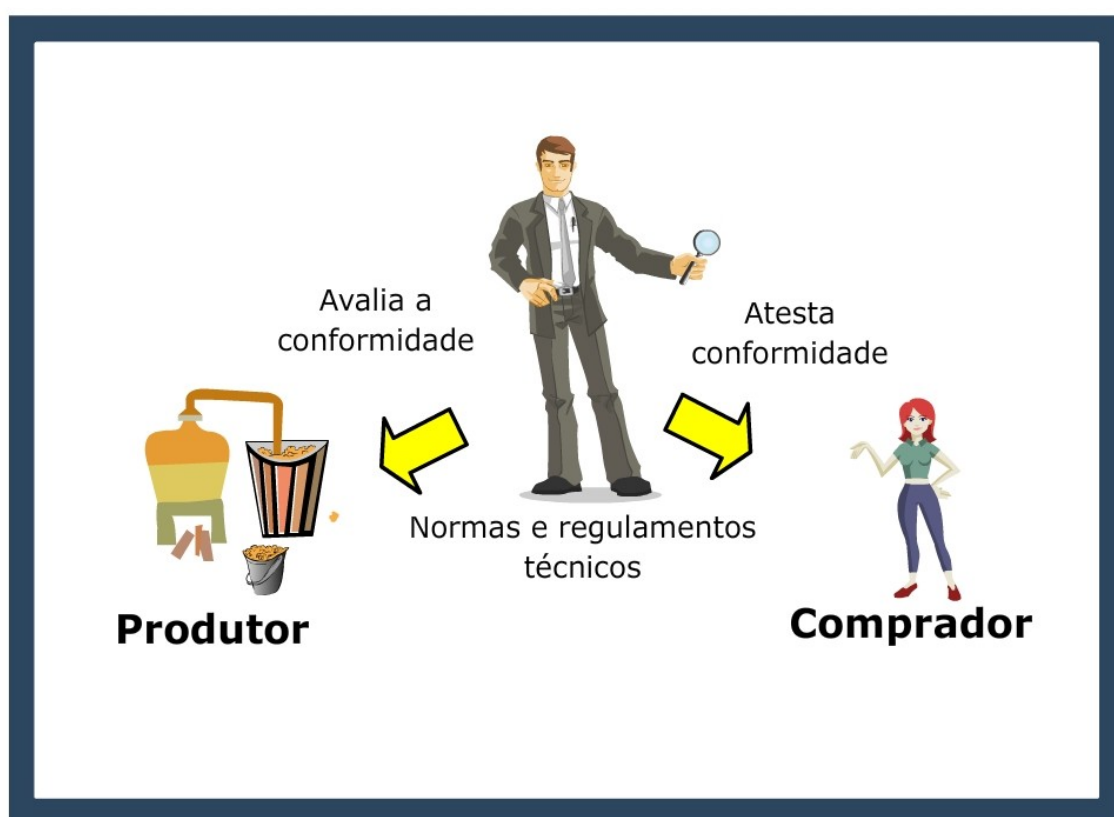 Avalia a
conformidade
Atesta
conformidade
Normas e regulamentos
técnicos
Produtor
Comprador